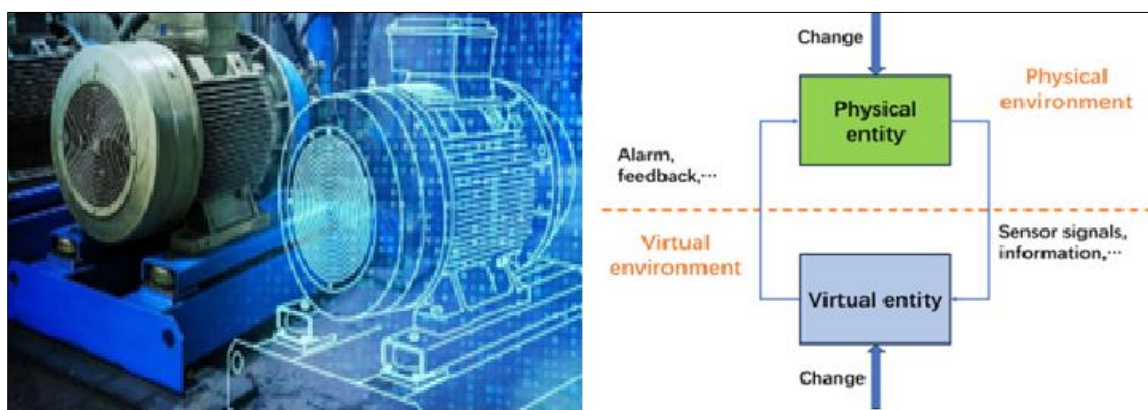 Change
Physical
entity
Physical
environment
Alarm,
feedback,···
Virtual
environment
Sensor signals,
information,···
Virtual entity
Change